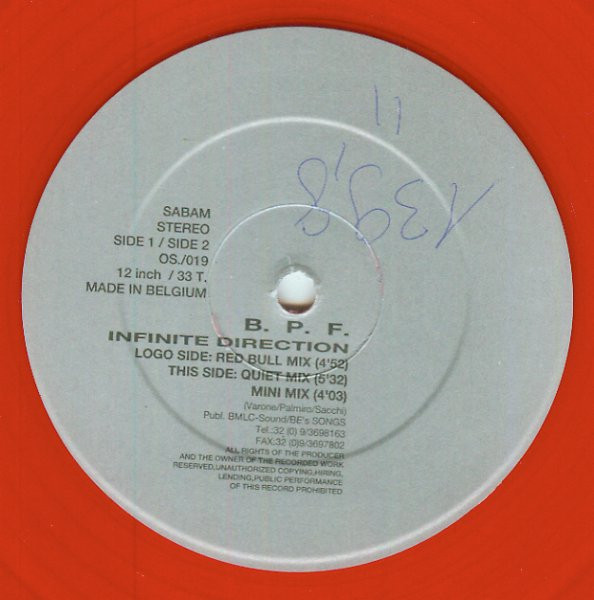 11
139,8
SABAM
STEREO
SIDE 1 / SIDE 2
OS./019
12 inch / 33 T.
MADE IN BELGIUM
B. P. F.
INFINITE DIRECTION
LOGO SIDE: RED BULL MIX (4'52)
THIS SIDE: QUIET MIX (5'32)
MINI MIX (4'03)
(Varone/Palmiro/Sacchi)
Publ. BMLC-Sound/BE's SONGS
Tel.:32 (0) 9/3698163
FAX:32 (0)9/3697802
ALL RIGHTS OF THE PRODUCER
AND THE OWNER OF THE RECORDED WORK
RESERVED,UNAUTHORIZED COPYING,HIRING,
LENDING,PUBLIC PERFORMANCE
OF THIS RECORD PROHIBITED